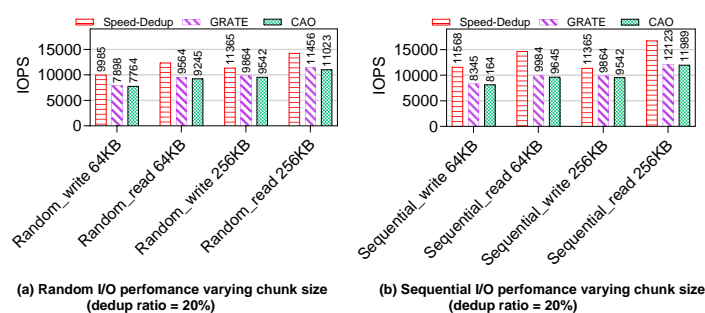 Speed-Dedup GRATE CAO
IOPS
15000
10000
5000
0
9985
7898
7764
9564
9245
11365
9864
9542
11456
11023
Random_write 64KB
Random_read 64KB
Random_write 256KB
Random_read 256KB
(a) Random I/O perfomance varying chunk size
(dedup ratio = 20%)
Speed-Dedup GRATE CAO
IOPS
15000
10000
5000
0
11568
8345
8164
9984
9645
11365
9864
9542
12123
11989
Sequential_write 64KB
Sequential_read 64KB
Sequential_write 256KB
Sequential_read 256KB
(b) Sequential I/O perfomance varying chunk size
(dedup ratio = 20%)